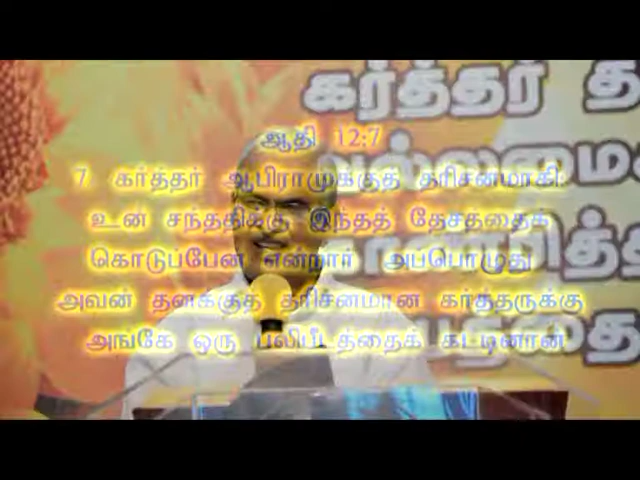 கர்த்தர்
ஆதி 12:7
7 கர்த்தர் ஆபிராமுக்குத் தரிசனமாகி:
உன் சந்ததிக்கு இந்தத் தேசத்தைக்
கொடுப்பேன் என்றார் அப்பொழுது
அவன் தனக்குத் தரிசனமான கர்த்தருக்கு
அங்கே ஒரு பலிபீடத்தைக் கட்டினான்